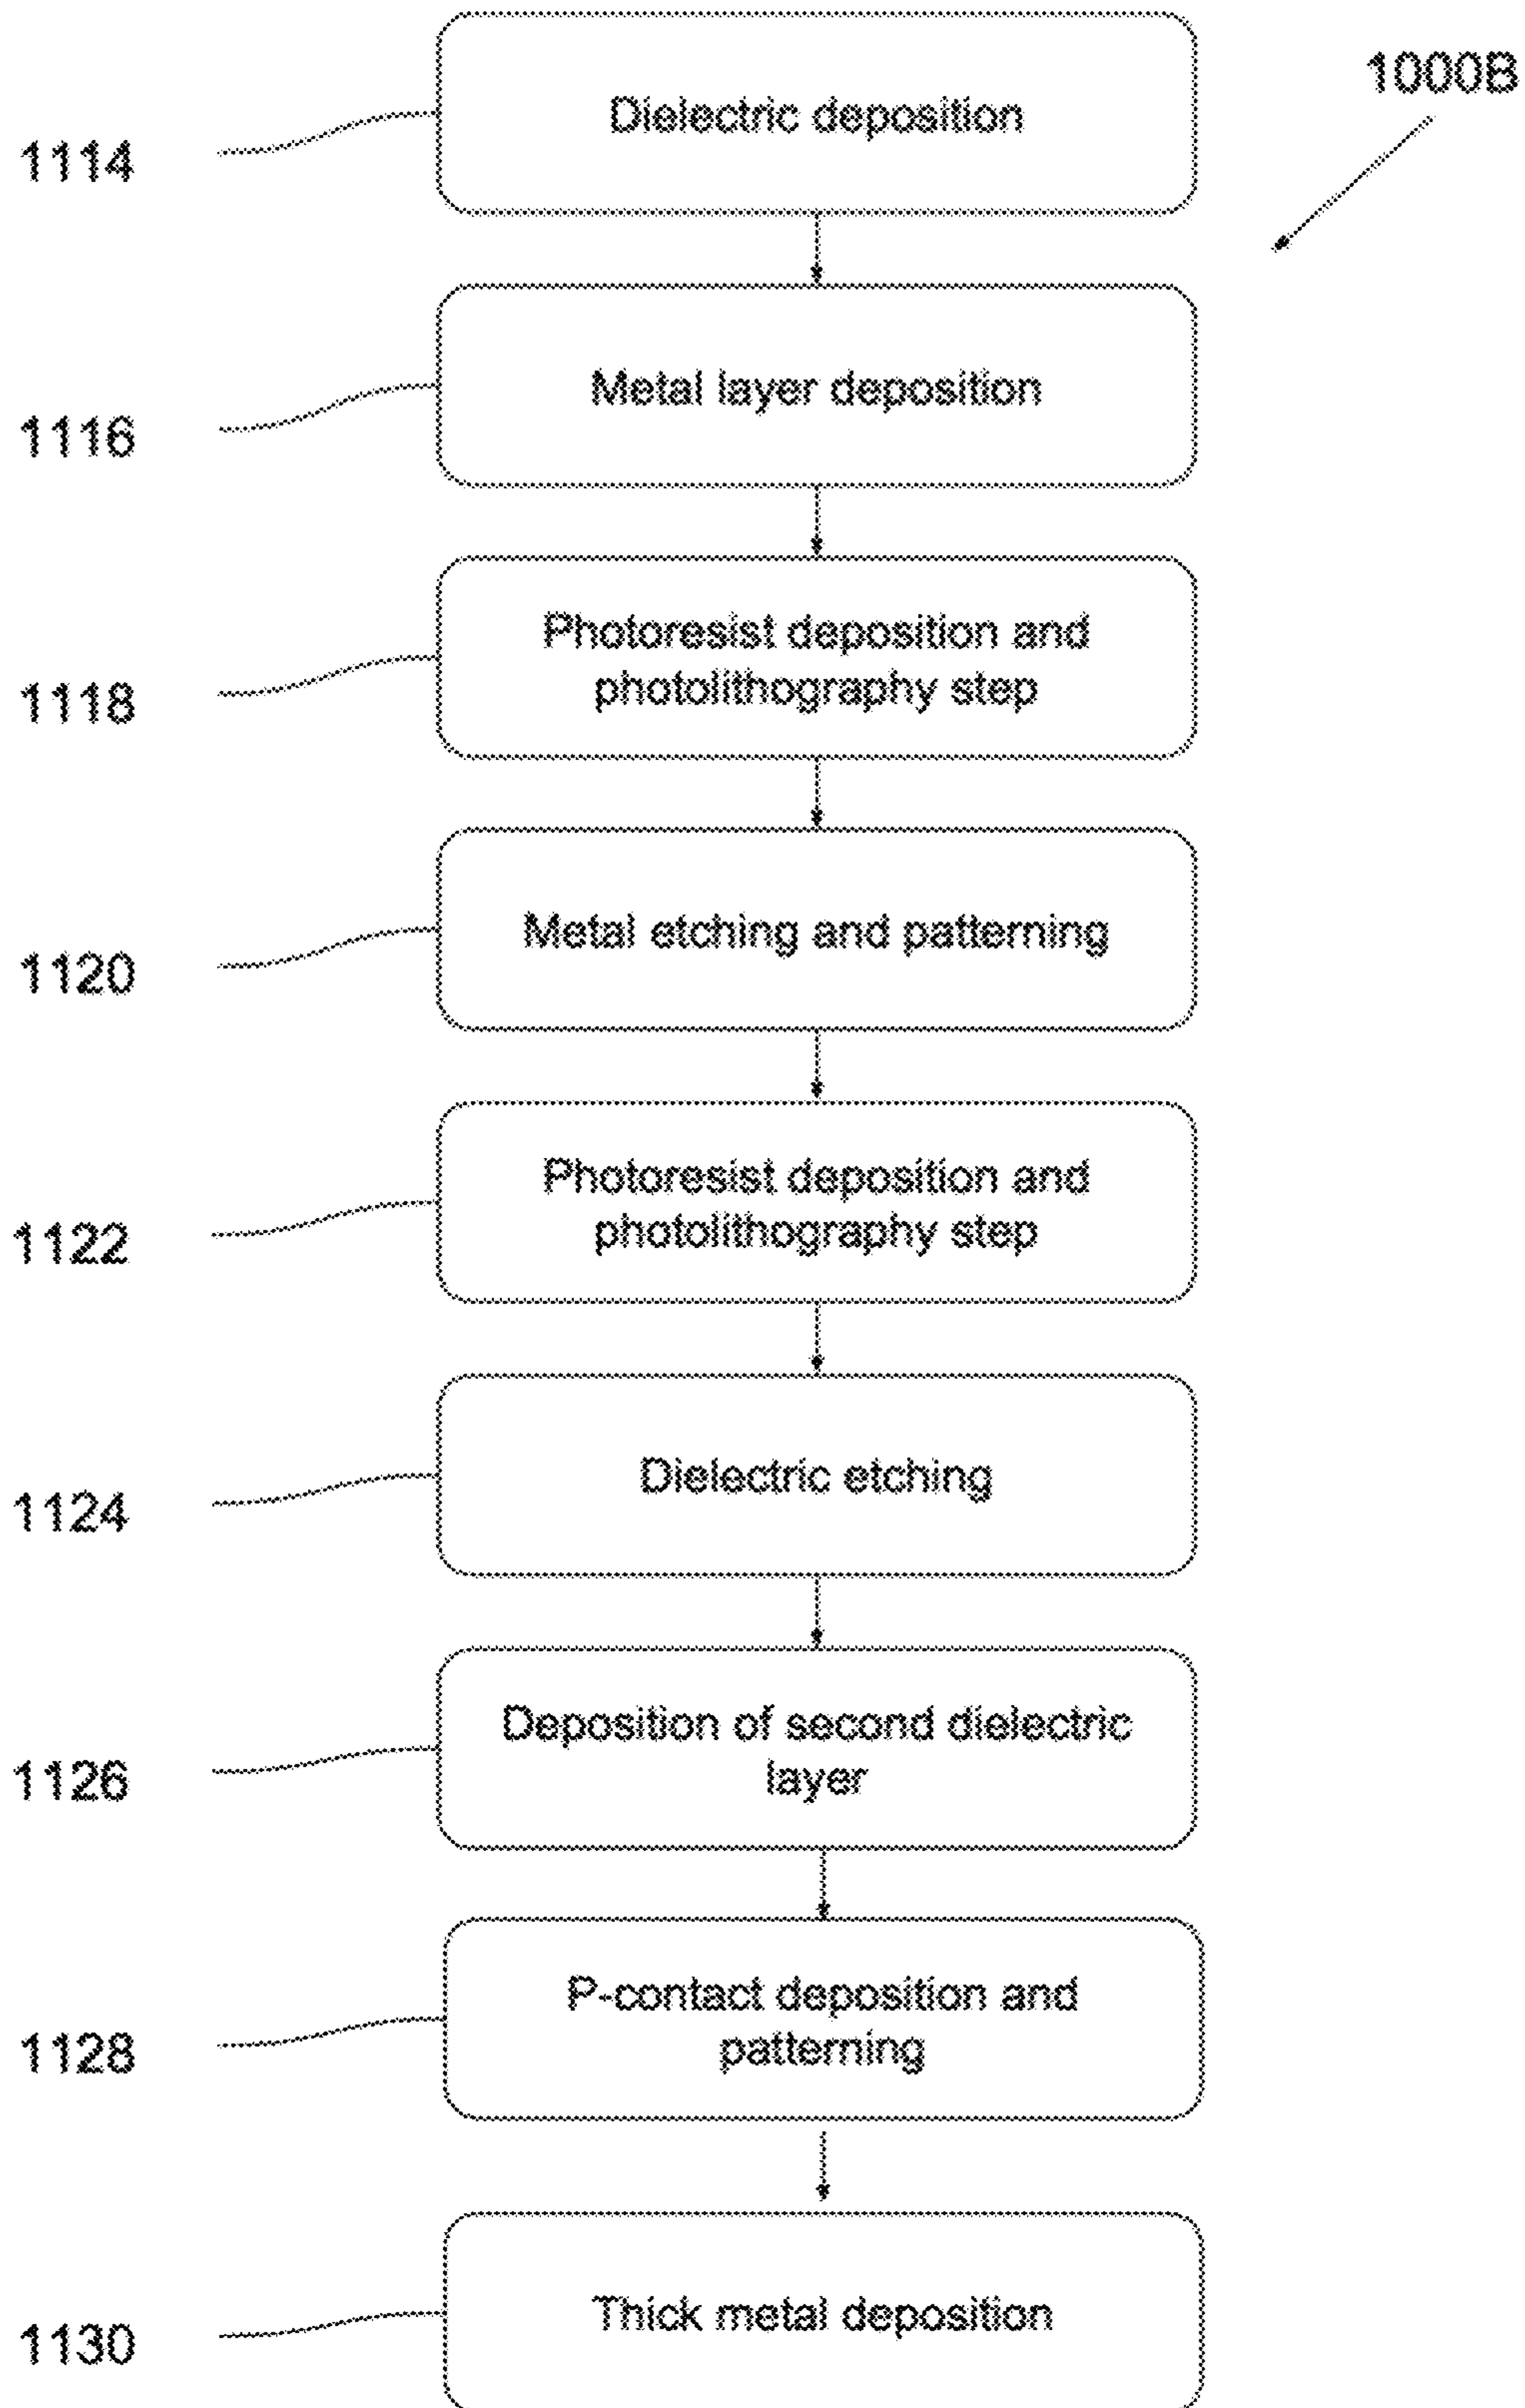 1000B
1114
Dielectric deposition
1116
Metal layer deposition
1118
Photoresist deposition and
photolithography step
1120
Metal etching and patterning
1122
Photoresist deposition and
photolithography step
1124
Dielectric etching
1126
Deposition of second dielectric
layer
1128
P-contact deposition and
patterning
1130
Thick metal deposition